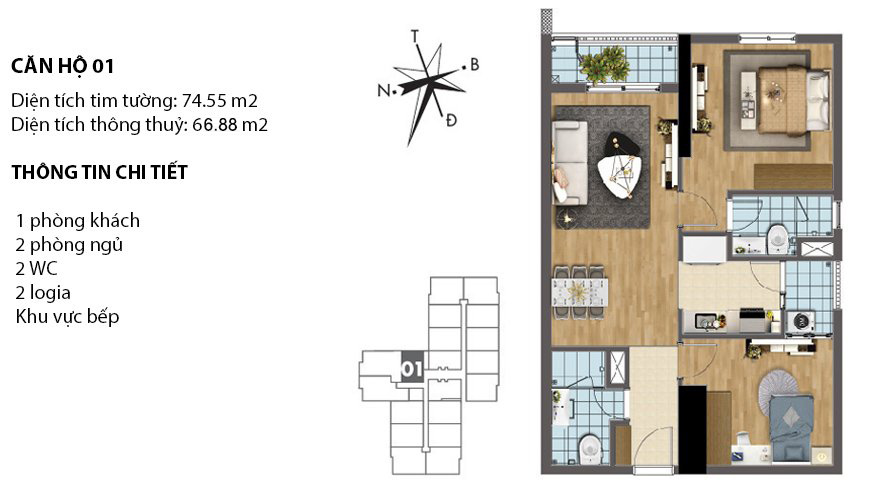 CĂN HỘ 01
Diện tích tim tường: 74.55 m2
Diện tích thông thuỷ: 66.88 m2
THÔNG TIN CHI TIẾT
1 phòng khách
2 phòng ngủ
2 WC
2 logia
Khu vực bếp
T
B
N
Đ
01